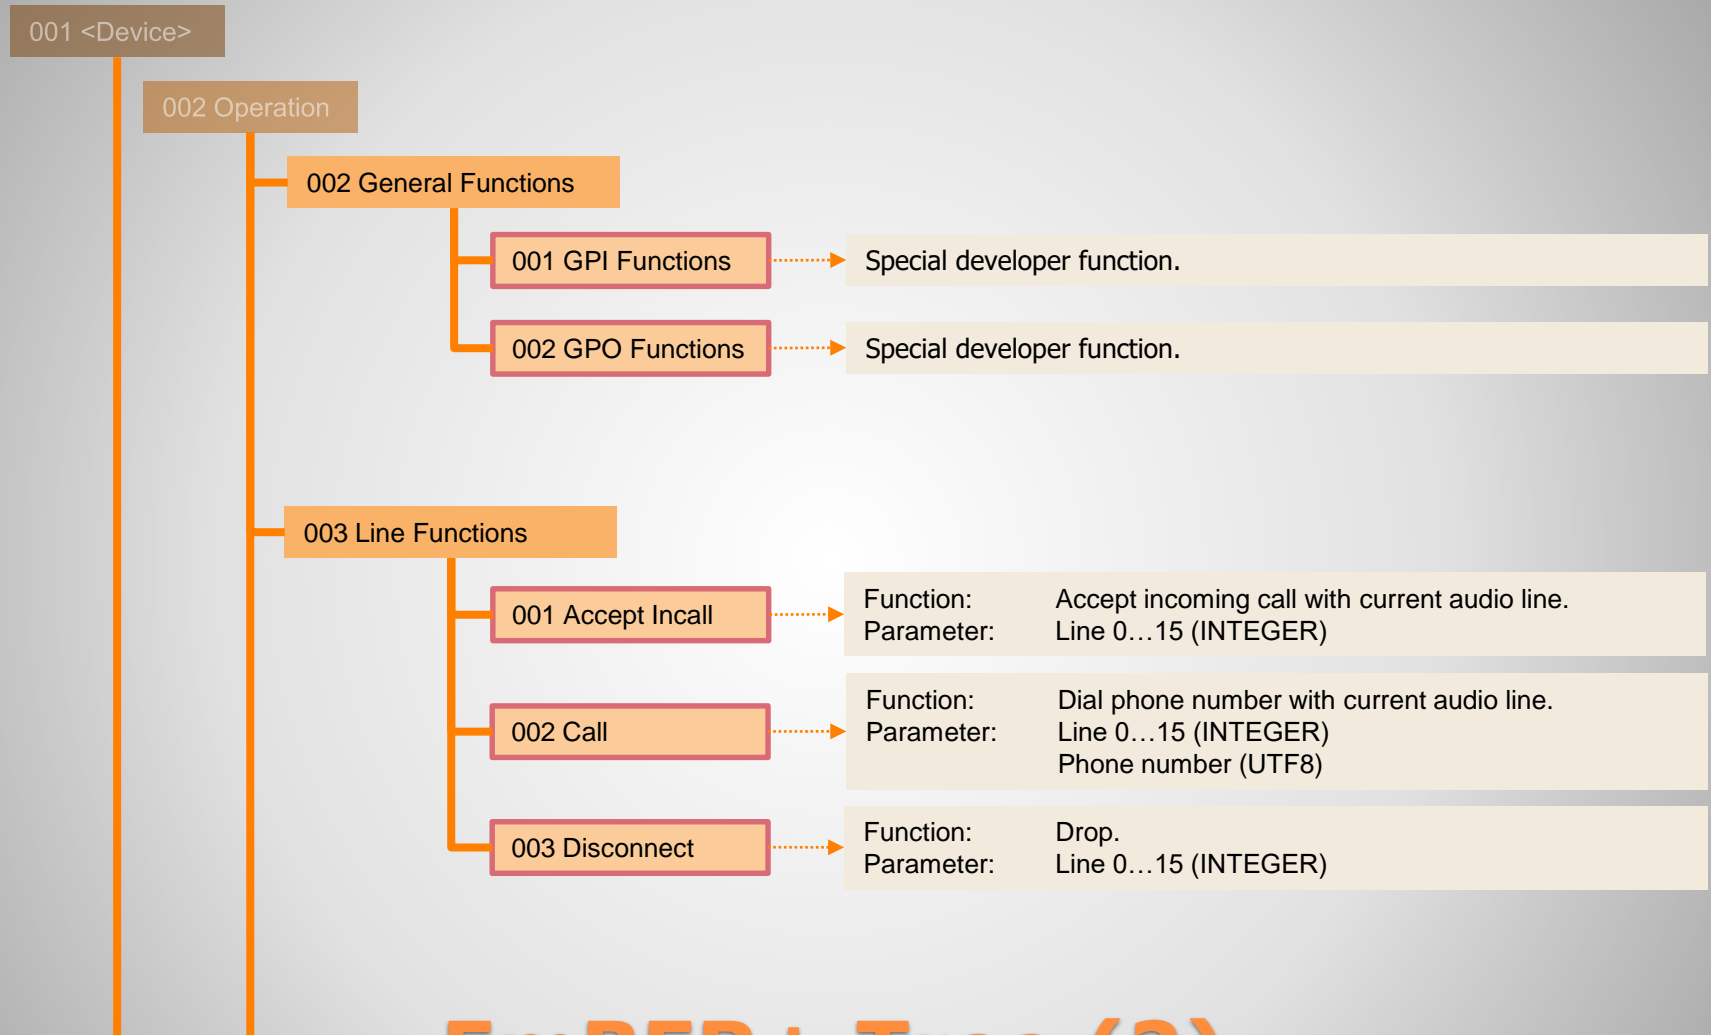 001 <Device>
002 Operation
002 General Functions
001 GPI Functions
Special developer function.
002 GPO Functions
Special developer function.
003 Line Functions
001 Accept Incall
Function: Accept incoming call with current audio line.
Parameter: Line 0…15 (INTEGER)
002 Call
Function: Dial phone number with current audio line.
Parameter: Line 0…15 (INTEGER)
Phone number (UTF8)
003 Disconnect
Function: Drop.
Parameter: Line 0…15 (INTEGER)